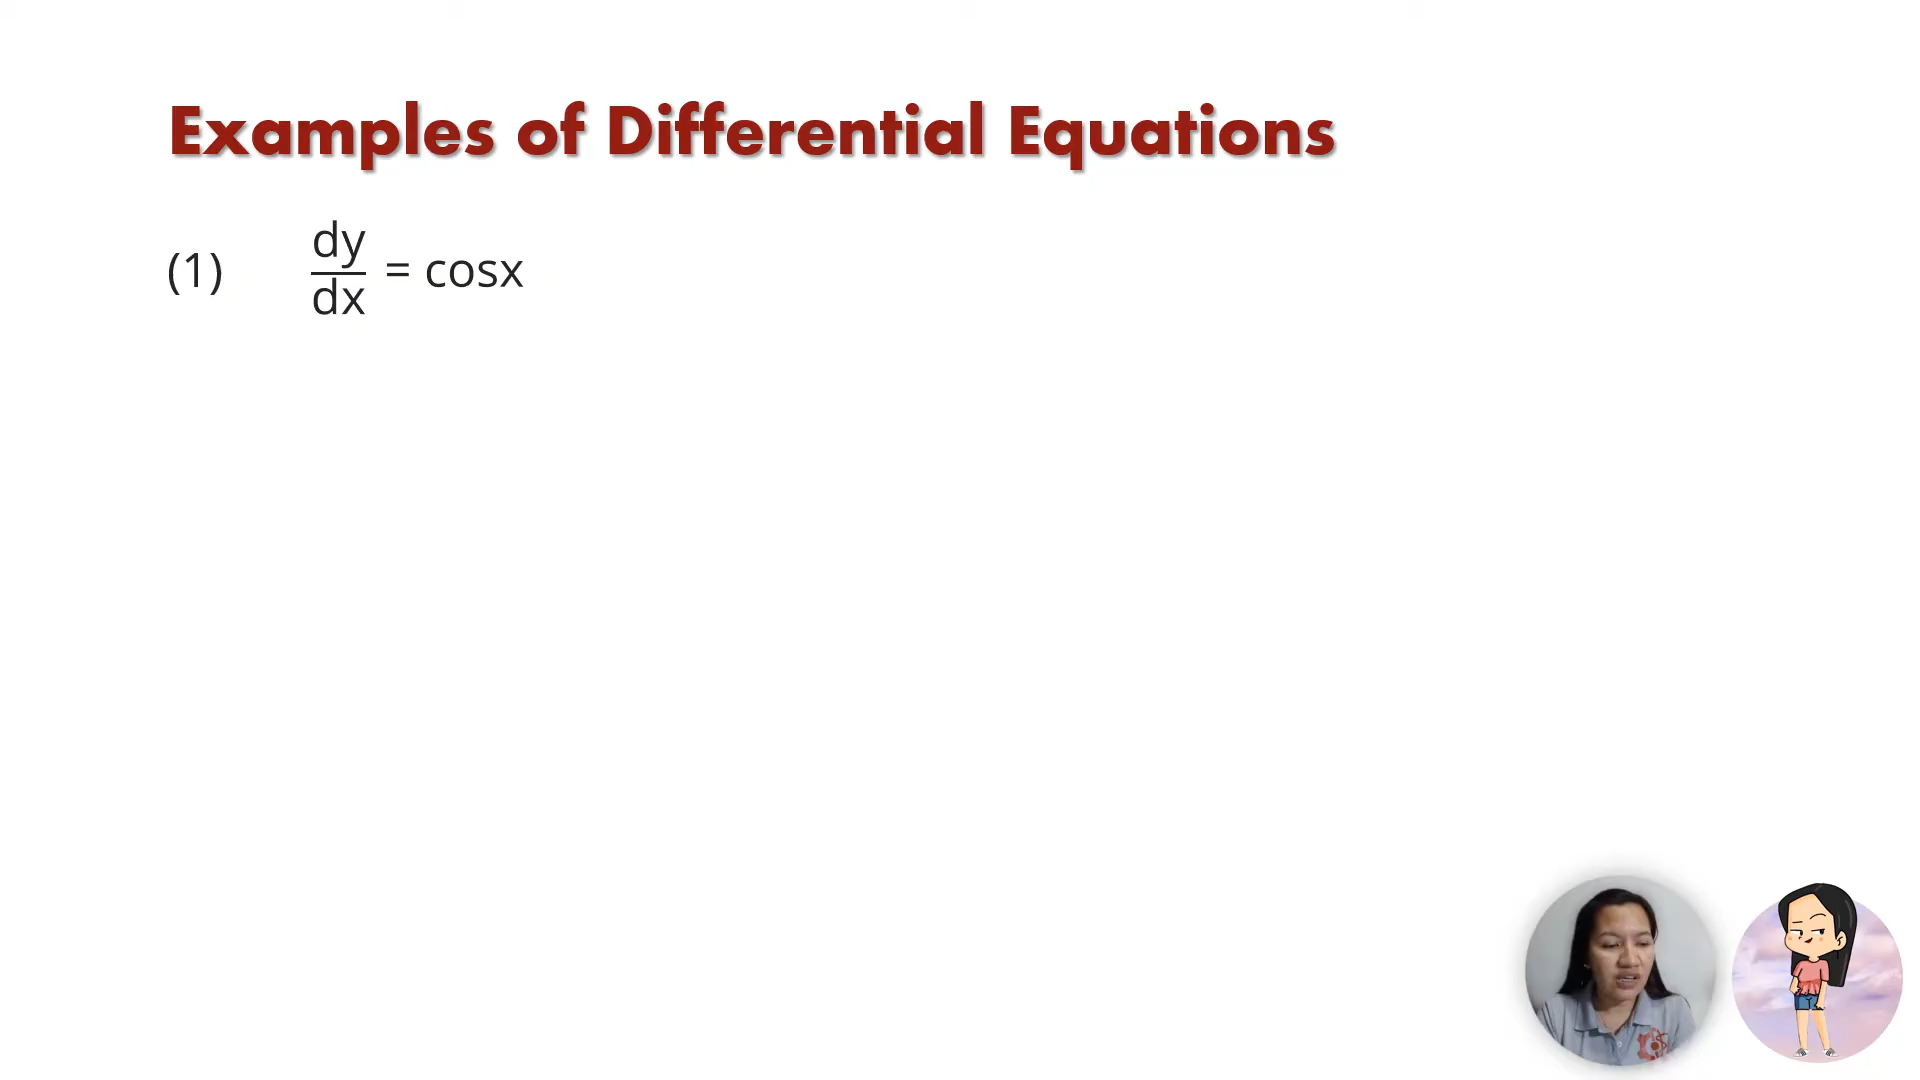 Examples of Differential Equations
(1) dy/dx = cosx